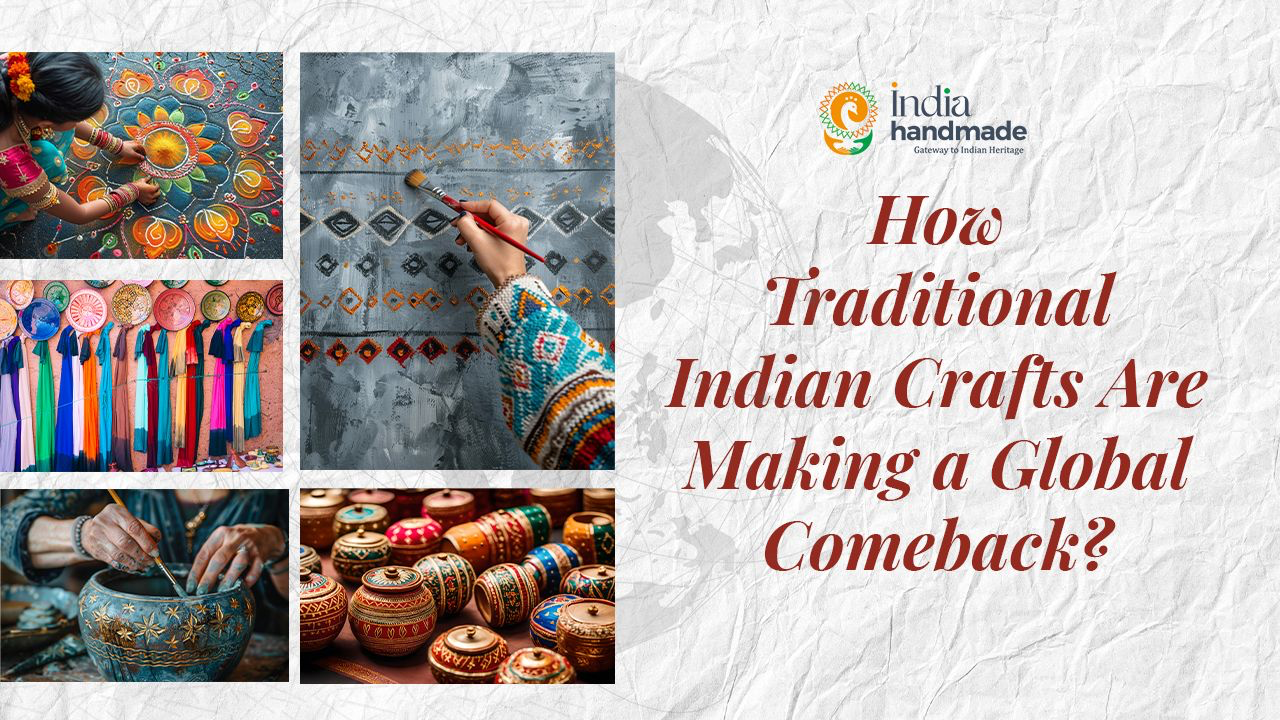 india
handmade
Gateway to Indian Heritage
How
Traditional
Indian Crafts Are
Making a Global
Comeback?